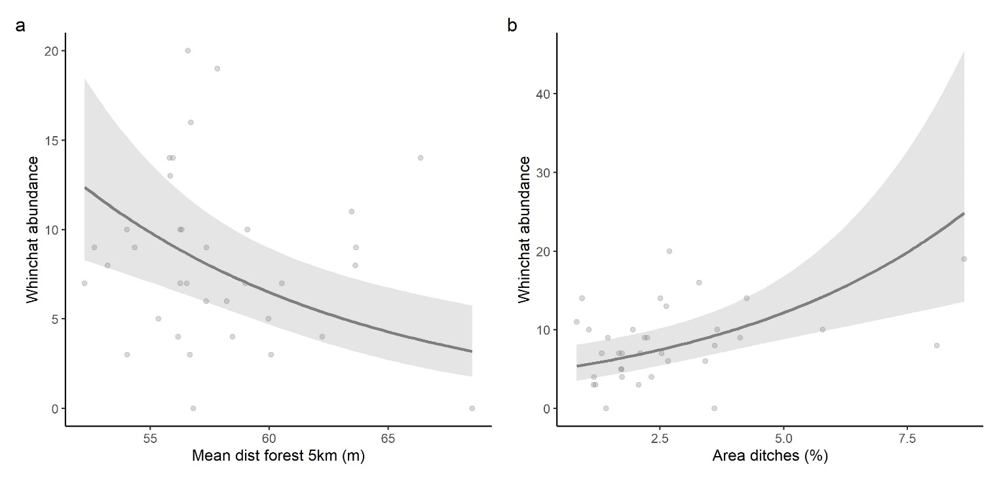 a
Whinchat abundance
20
15
10
5
0
55 60 65
Mean dist forest 5km (m)
b
Whinchat abundance
40
30
20
10
0
2.5 5.0 7.5
Area ditches (%)